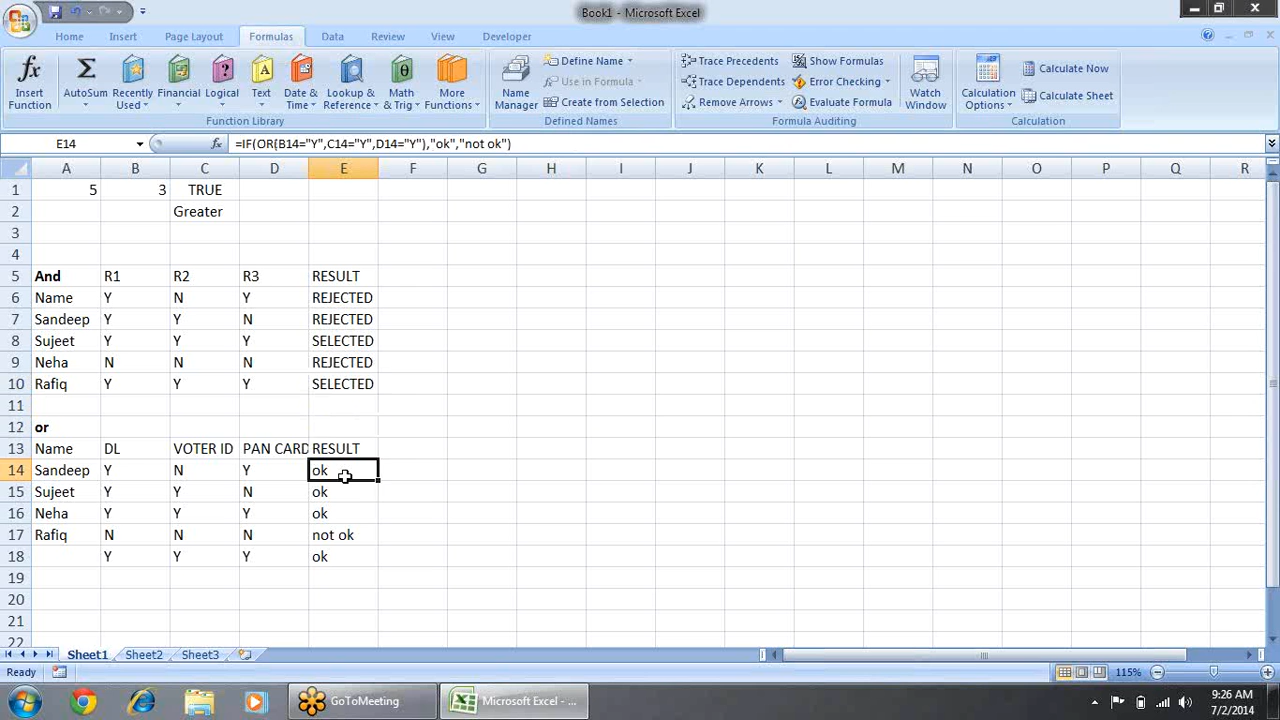 Book1 - Microsoft Excel
Home Insert Page Layout Formulas Data Review View Developer
Insert Function
AutoSum
Recently Used
Financial
Logical
Text
Date & Time
Lookup & Reference
Math & Trig
More Functions
Function Library
Name Manager
Define Name
Use in Formula
Create from Selection
Defined Names
Trace Precedents
Trace Dependents
Remove Arrows
Show Formulas
Error Checking
Evaluate Formula
Formula Auditing
Watch Window
Calculation Options
Calculate Now
Calculate Sheet
Calculation
E14 fx =IF(OR(B14="Y",C14="Y",D14="Y"),"ok","not ok")
A B C D E F G H I J K L M N O P Q R
1 5 3 TRUE
2 Greater
3
4
5 And R1 R2 R3 RESULT
6 Name Y N Y REJECTED
7 Sandeep Y Y N REJECTED
8 Sujeet Y Y Y SELECTED
9 Neha N N N REJECTED
10 Rafiq Y Y Y SELECTED
11
12 or
13 Name DL VOTER ID PAN CARD RESULT
14 Sandeep Y N Y ok
15 Sujeet Y Y N ok
16 Neha Y Y Y ok
17 Rafiq N N N not ok
18 Y Y Y ok
19
20
21
22
Sheet1 Sheet2 Sheet3
Ready 115%
GoToMeeting Microsoft Excel - ... 9:26 AM
7/2/2014